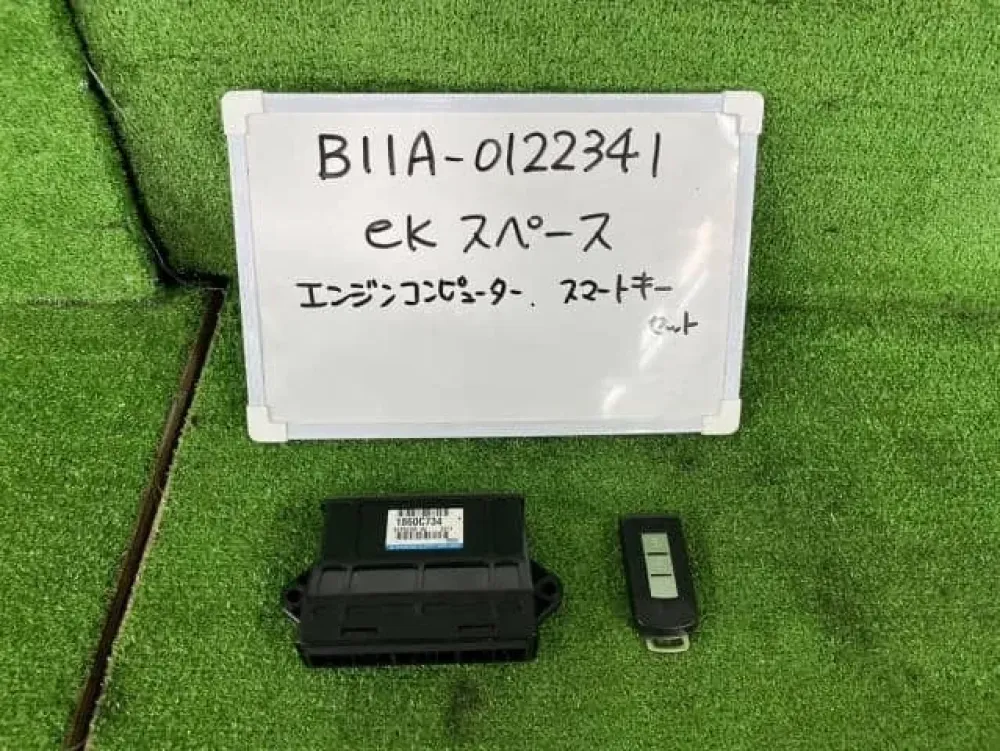 B11A-0122341
ek スペース
エンジンコンピューター. スマートキー
セット
1860C734